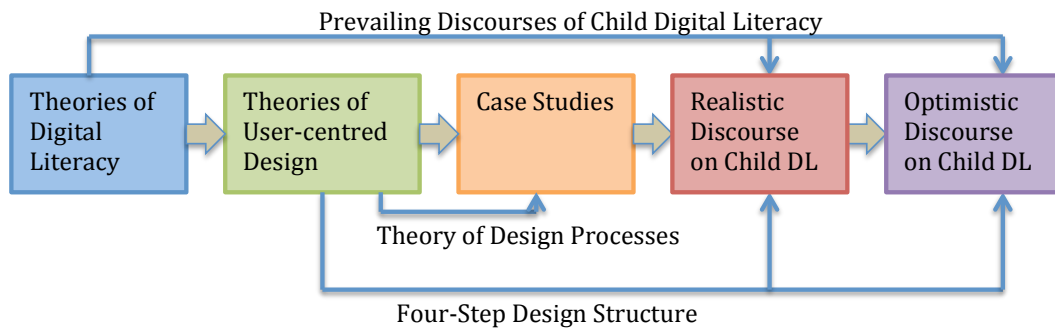 Prevailing Discourses of Child Digital Literacy
Theories of
Digital
Literacy
Theories of
User-centred
Design
Case Studies
Realistic
Discourse
on Child DL
Optimistic
Discourse
on Child DL
Theory of Design Processes
Four-Step Design Structure